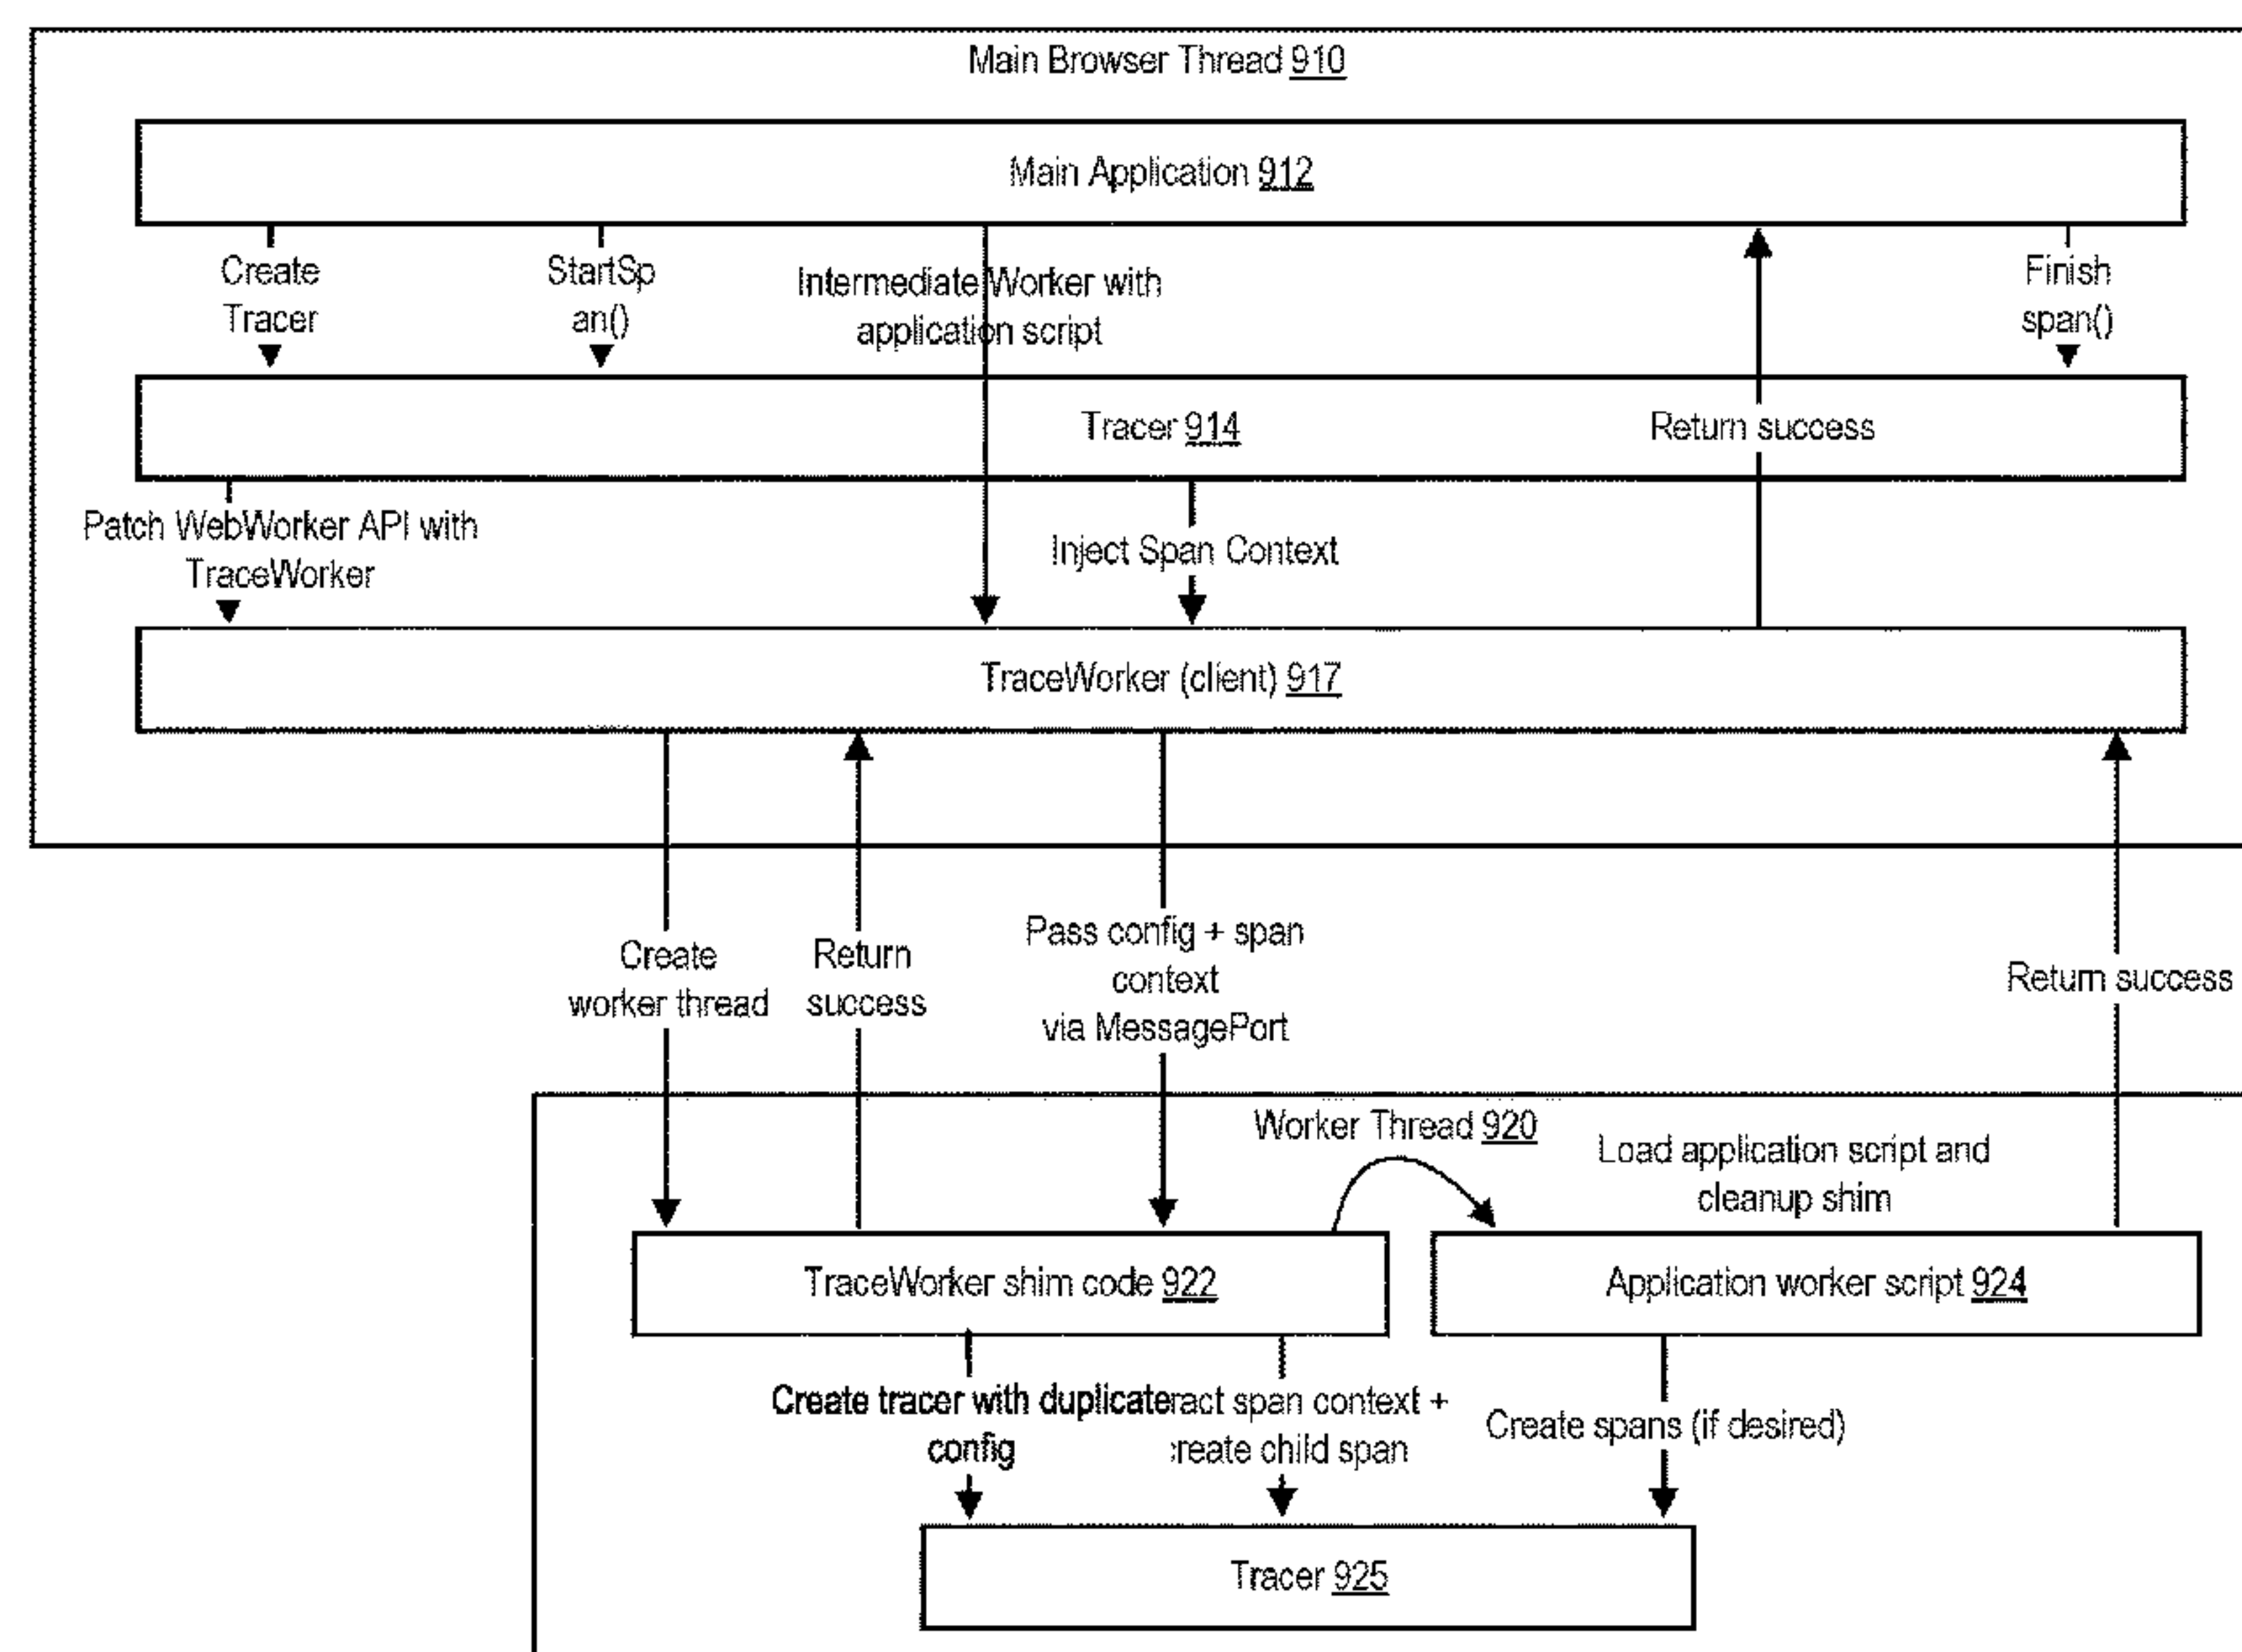 Main Browser Thread 910
Main Application 912
Create
Tracer
StartSp
an()
Intermediate Worker with
application script
Finish
span()
Tracer 914
Return success
Patch WebWorker API with
TraceWorker
Inject Span Context
TraceWorker (client) 917
Create
worker thread
Return
success
Pass config + span
context
via MessagePort
Return success
Worker Thread 920
Load application script and
cleanup shim
TraceWorker shim code 922
Application worker script 924
Create tracer with duplicate
config
ract span context +
reate child span
Create spans (if desired)
Tracer 925